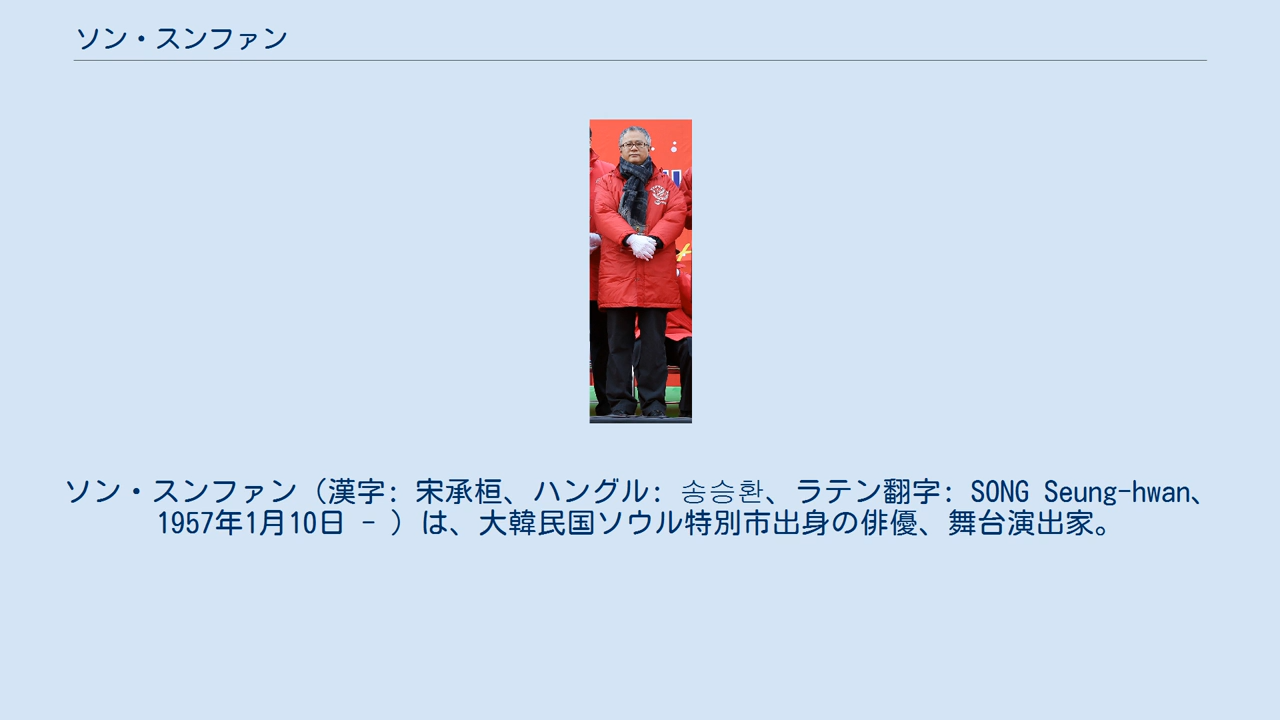 ソン・スンファン
ソン・スンファン（漢字: 宋承桓、ハングル: 송승환、ラテン翻字: SONG Seung-hwan、
1957年1月10日 - ）は、大韓民国ソウル特別市出身の俳優、舞台演出家。